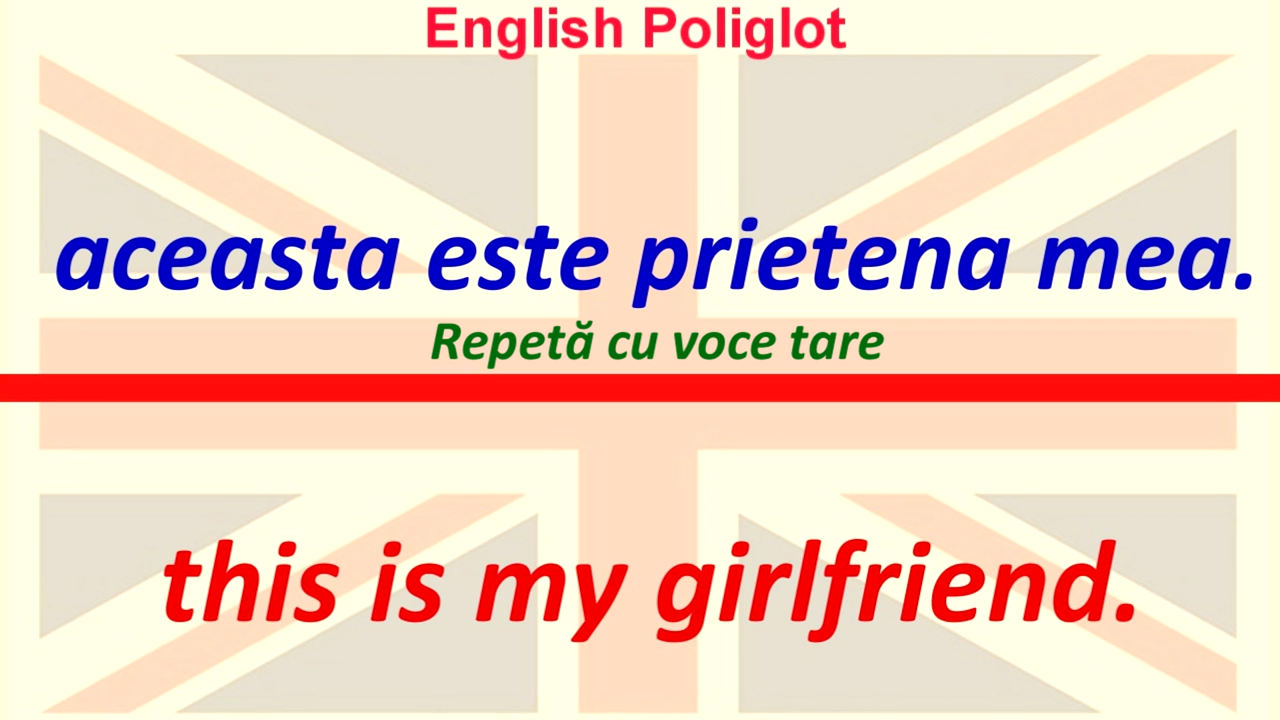 English Poliglot
aceasta este prietena mea.
Repetă cu voce tare
this is my girlfriend.